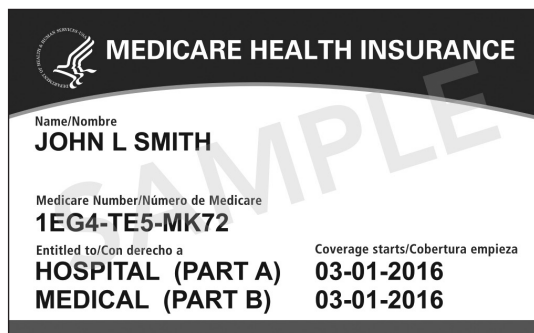 MEDICARE HEALTH INSURANCE
Name/Nombre
JOHN L SMITH
Medicare Number/Número de Medicare
1EG4-TE5-MK72
Entitled to/Con derecho a Coverage starts/Cobertura empieza
HOSPITAL (PART A) 03-01-2016
MEDICAL (PART B) 03-01-2016
SAMPLE